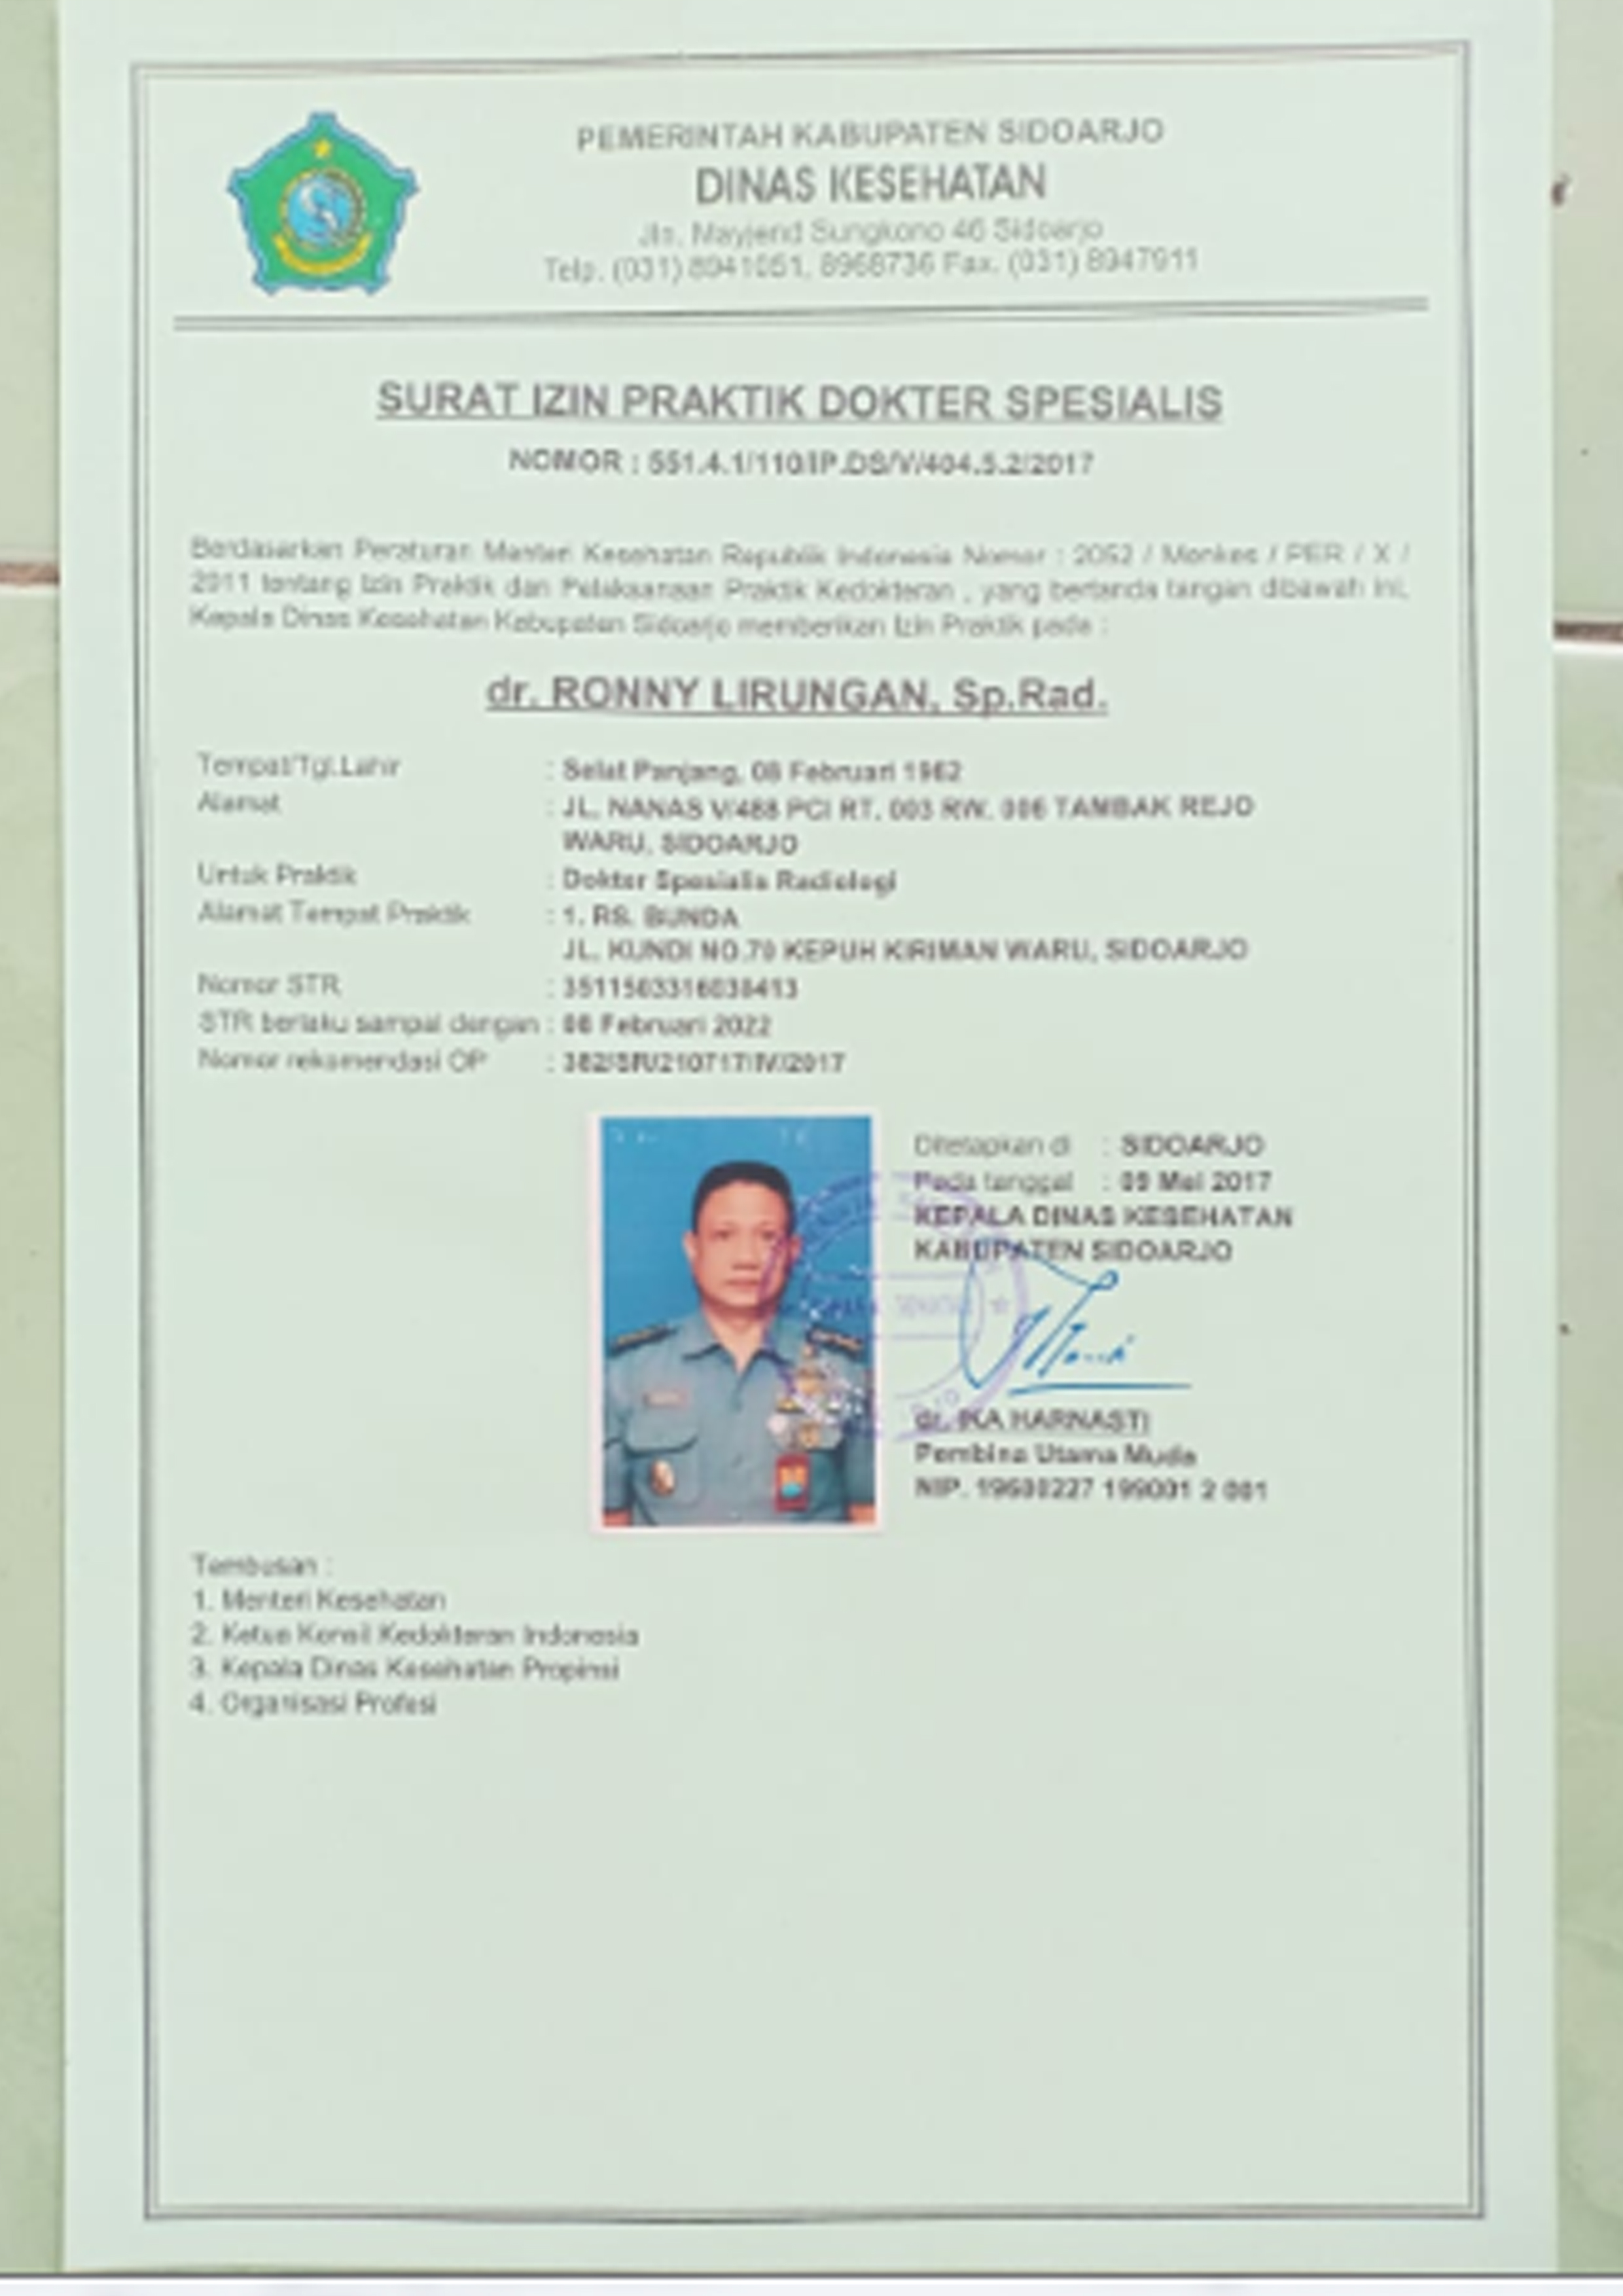 PEMERINTAH KABUPATEN SIDOARJO
DINAS KESEHATAN
Jln. Mayjend Sungkono 46 Sidoarjo
Telp. (031) 8941051, 8968736 Fax. (031) 8947911
SURAT IZIN PRAKTIK DOKTER SPESIALIS
NOMOR : 551.4.1/110/IP.DS/V/404.5.2/2017
Berdasarkan Peraturan Menteri Kesehatan Republik Indonesia Nomor : 2052 / Menkes / PER / X /
2011 tentang Izin Praktik dan Pelaksanaan Praktik Kedokteran , yang bertanda tangan dibawah ini,
Kepala Dinas Kesehatan Kabupaten Sidoarjo memberikan Izin Praktik pada :
dr. RONNY LIRUNGAN, Sp.Rad.
Tempat/Tgl.Lahir : Selat Panjang, 08 Februari 1962
Alamat : JL. NANAS V/488 PCI RT. 003 RW. 006 TAMBAK REJO
WARU, SIDOARJO
Untuk Praktik : Dokter Spesialis Radiologi
Alamat Tempat Praktik : 1. RS. BUNDA
JL. KUNDI NO.70 KEPUH KIRIMAN WARU, SIDOARJO
Nomor STR :
STR berlaku sampai dengan : 08 Februari 2022
Nomor rekomendasi OP :
Ditetapkan di : SIDOARJO
Pada tanggal : 09 Mei 2017
KEPALA DINAS KESEHATAN
KABUPATEN SIDOARJO
dr. IKA HARNASTI
Pembina Utama Muda
NIP. 199001 2 001
Tembusan :
1. Menteri Kesehatan
2. Ketua Konsil Kedokteran Indonesia
3. Kepala Dinas Kesehatan Propinsi
4. Organisasi Profesi